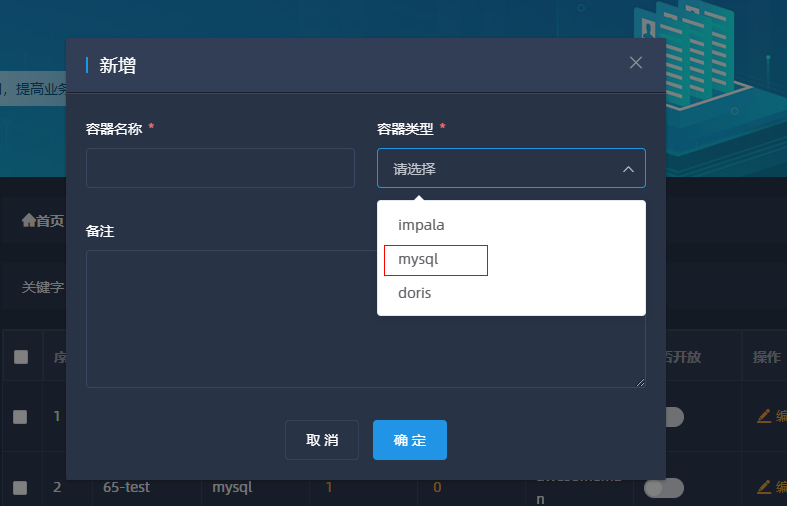 新增
，提高业务
容器名称 *
容器类型 *
请选择
首页
备注
impala
mysql
doris
关键字
开放
操作
1
编
取 消
确 定
2
65-test
mysql
1
0
n
编